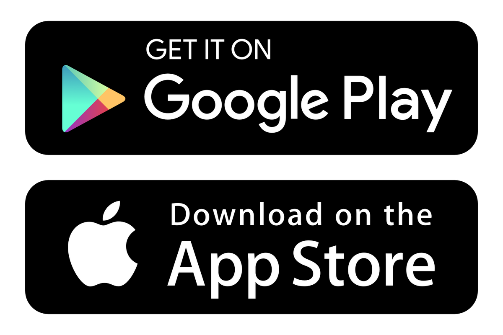 GET IT ON
Google Play
Download on the
App Store